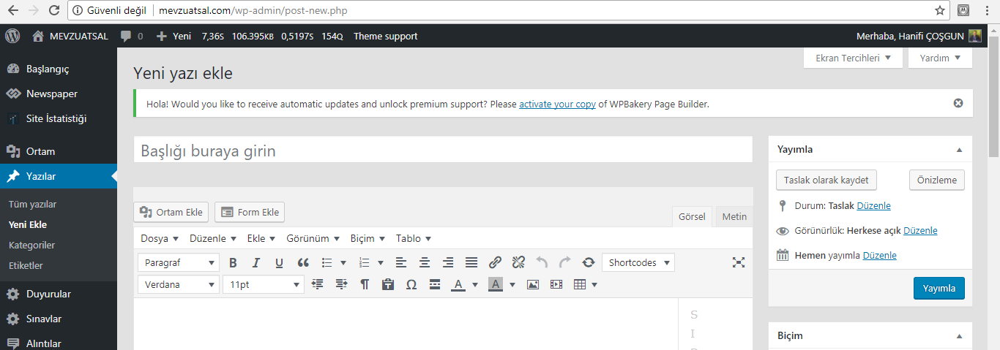 Güvenli değil mevzuatsal.com/wp-admin/post-new.php
MEVZUATSAL 0 Yeni 7,36S 106.395KB 0,5197S 154Q Theme support Merhaba, Hanifi ÇOŞGUN
Ekran Tercihleri Yardım
Başlangıç
Newspaper
Site İstatistiği
Ortam
Yazılar
Tüm yazılar
Yeni Ekle
Kategoriler
Etiketler
Duyurular
Sınavlar
Alıntılar
Yeni yazı ekle
Hola! Would you like to receive automatic updates and unlock premium support? Please activate your copy of WPBakery Page Builder.
Başlığı buraya girin
Ortam Ekle Form Ekle
Görsel Metin
Dosya Düzenle Ekle Görünüm Biçim Tablo
Paragraf B I U Shortcodes
Verdana 11pt A A
S
I
Yayımla
Taslak olarak kaydet Önizleme
Durum: Taslak Düzenle
Görünürlük: Herkese açık Düzenle
Hemen yayımla Düzenle
Yayımla
Biçim